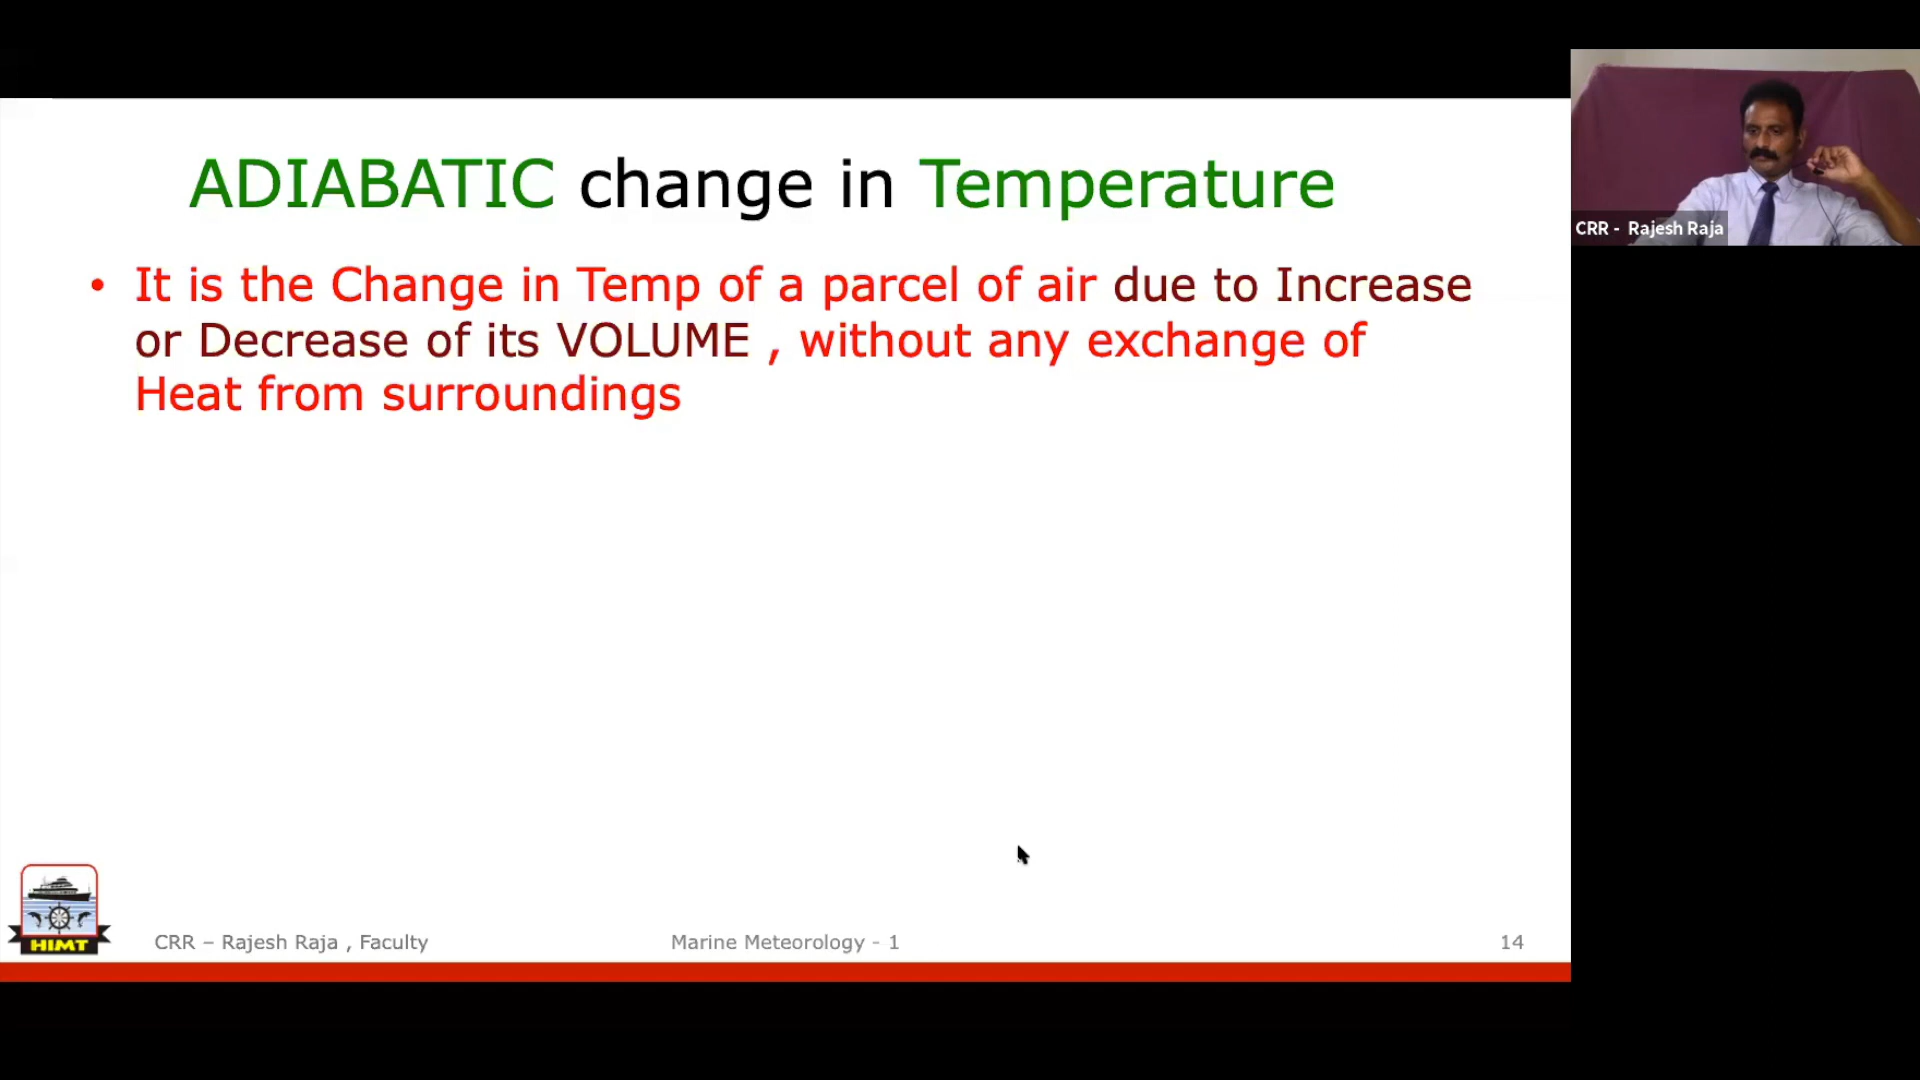 ADIABATIC change in Temperature
• It is the Change in Temp of a parcel of air due to Increase
or Decrease of its VOLUME , without any exchange of
Heat from surroundings
CRR - Rajesh Raja
HIMT
CRR – Rajesh Raja , Faculty
Marine Meteorology - 1
14